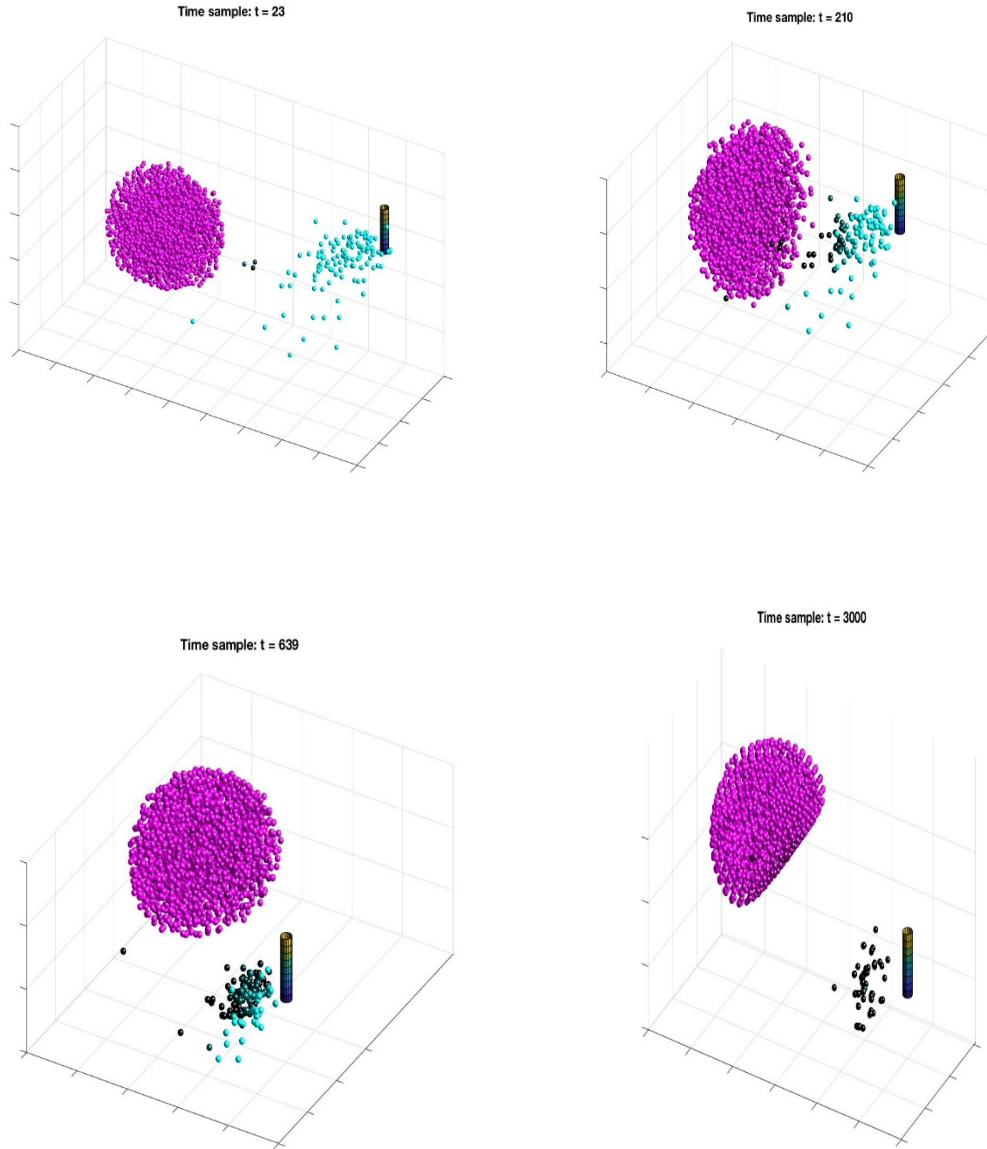 Time sample: t = 23
Time sample: t = 210
Time sample: t = 639
Time sample: t = 3000